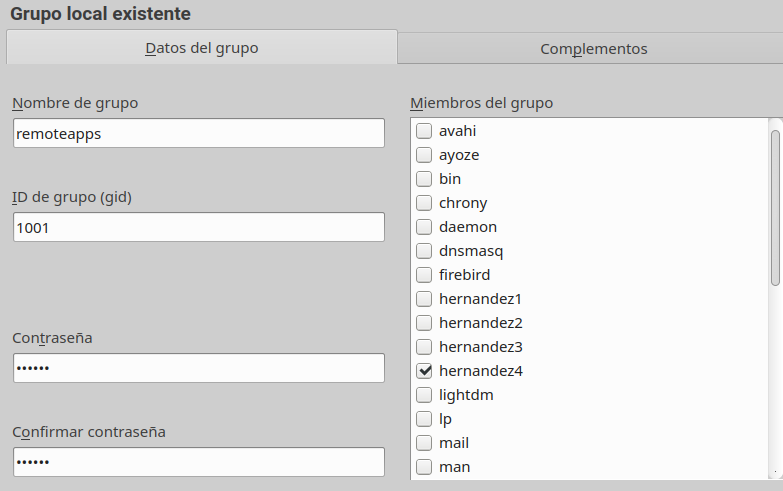 Grupo local existente
Datos del grupo
Complementos
Nombre de grupo
remoteapps
ID de grupo (gid)
1001
Contraseña
••••••
Confirmar contraseña
••••••
Miembros del grupo
avahi
ayoze
bin
chrony
daemon
dnsmasq
firebird
hernandez1
hernandez2
hernandez3
hernandez4
lightdm
lp
mail
man